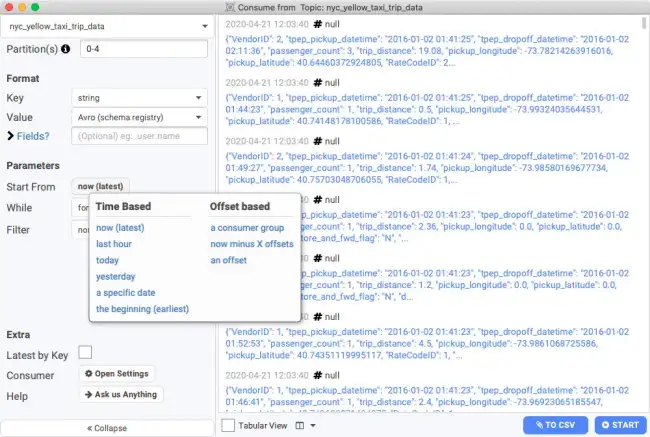 Consume from Topic: nyc_yellow_taxi_trip_data
nyc_yellow_taxi_trip_data
Partition(s)
0-4
Format
Key
string
Value
Avro (schema registry)
Fields?
(Optional) eg: .user.name
Parameters
Start From
now (latest)
While
for
Filter
Time Based
now (latest)
last hour
today
yesterday
a specific date
the beginning (earliest)
Offset based
a consumer group
now minus X offsets
an offset
Extra
Latest by Key
Consumer
Open Settings
Help
Ask us Anything
« Collapse
2020-04-21 12:03:40 # null
{"VendorID": 1, "tpep_pickup_datetime": "2016-01-02 01:41:25", "tpep_dropoff_datetime": "2016-01-02
02:11:36", "passenger_count": 3, "trip_distance": 19.08, "pickup_longitude": -73.78214263916016,
"pickup_latitude": 40.64460372924805, "RateCodeID": 2...
2020-04-21 12:03:40 # null
{"VendorID": 1, "tpep_pickup_datetime": "2016-01-02 01:41:25", "tpep_dropoff_datetime": "2016-01-02
01:44:23", "passenger_count": 1, "trip_distance": 0.5, "pickup_longitude": -73.99324035644531,
"pickup_latitude": 40.74148178100586, "RateCodeID": 1, ...
2020-04-21 12:03:40 # null
{"VendorID": 2, "tpep_pickup_datetime": "2016-01-02 01:41:24", "tpep_dropoff_datetime": "2016-01-02
01:49:27", "passenger_count": 1, "trip_distance": 1.74, "pickup_longitude": -73.98580169677734,
"pickup_latitude": 40.75703048706055, "RateCodeID": 1,...
40 # null
_pickup_datetime": "2016-01-02 01:41:23", "tpep_dropoff_datetime": "2016-01-02
_count": 1, "trip_distance": 2.36, "pickup_longitude": 0.0, "pickup_latitude": 0.0,
tore_and_fwd_flag": "N", "...
40 # null
_pickup_datetime": "2016-01-02 01:41:23", "tpep_dropoff_datetime": "2016-01-02
_count": 1, "trip_distance": 1.2, "pickup_longitude": 0.0, "pickup_latitude": 0.0,
tore_and_fwd_flag": "N", "d...
2020-04-21 12:03:40 # null
{"VendorID": 1, "tpep_pickup_datetime": "2016-01-02 01:41:23", "tpep_dropoff_datetime": "2016-01-02
01:52:53", "passenger_count": 1, "trip_distance": 4.5, "pickup_longitude": -73.9861068725586,
"pickup_latitude": 40.74351119995117, "RateCodeID": 1, "...
2020-04-21 12:03:40 # null
{"VendorID": 1, "tpep_pickup_datetime": "2016-01-02 01:41:23", "tpep_dropoff_datetime": "2016-01-02
01:46:41", "passenger_count": 1, "trip_distance": 2.4, "pickup_longitude": -73.96923065185547,
Tabular View
TO CSV
START